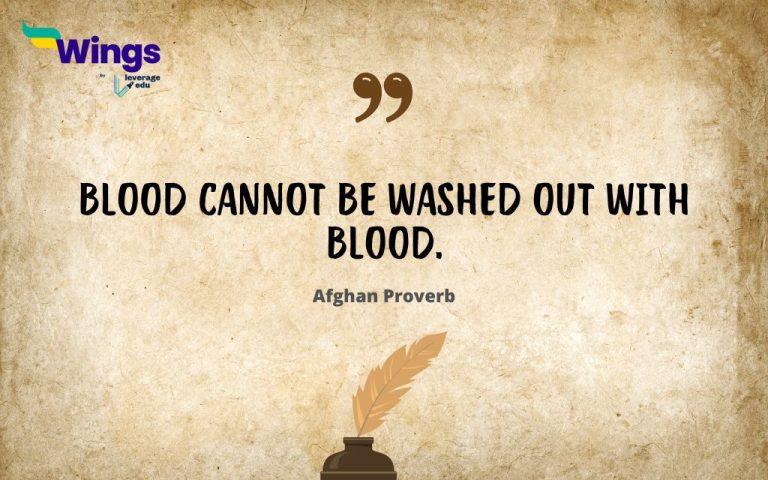 Wings
by leverage
edu
”
BLOOD CANNOT BE WASHED OUT WITH
BLOOD.
Afghan Proverb